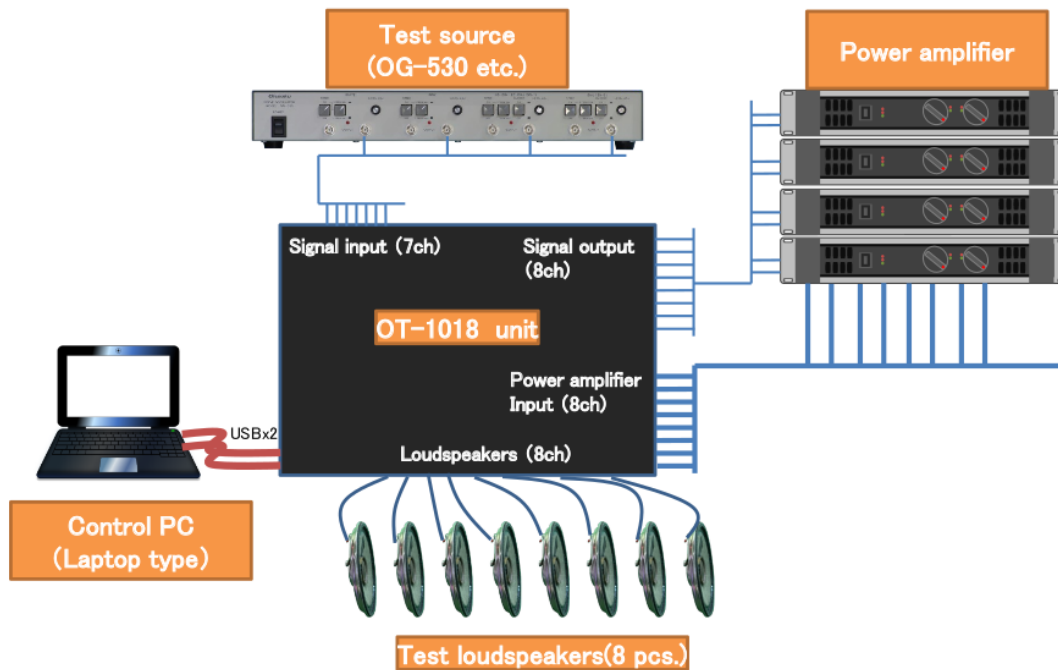 Test source
(OG-530 etc.)
Power amplifier
Signal input (7ch)
Signal output
(8ch)
OT-1018 unit
Power amplifier
Input (8ch)
USBx2
Loudspeakers (8ch)
Control PC
(Laptop type)
Test loudspeakers(8 pcs.)